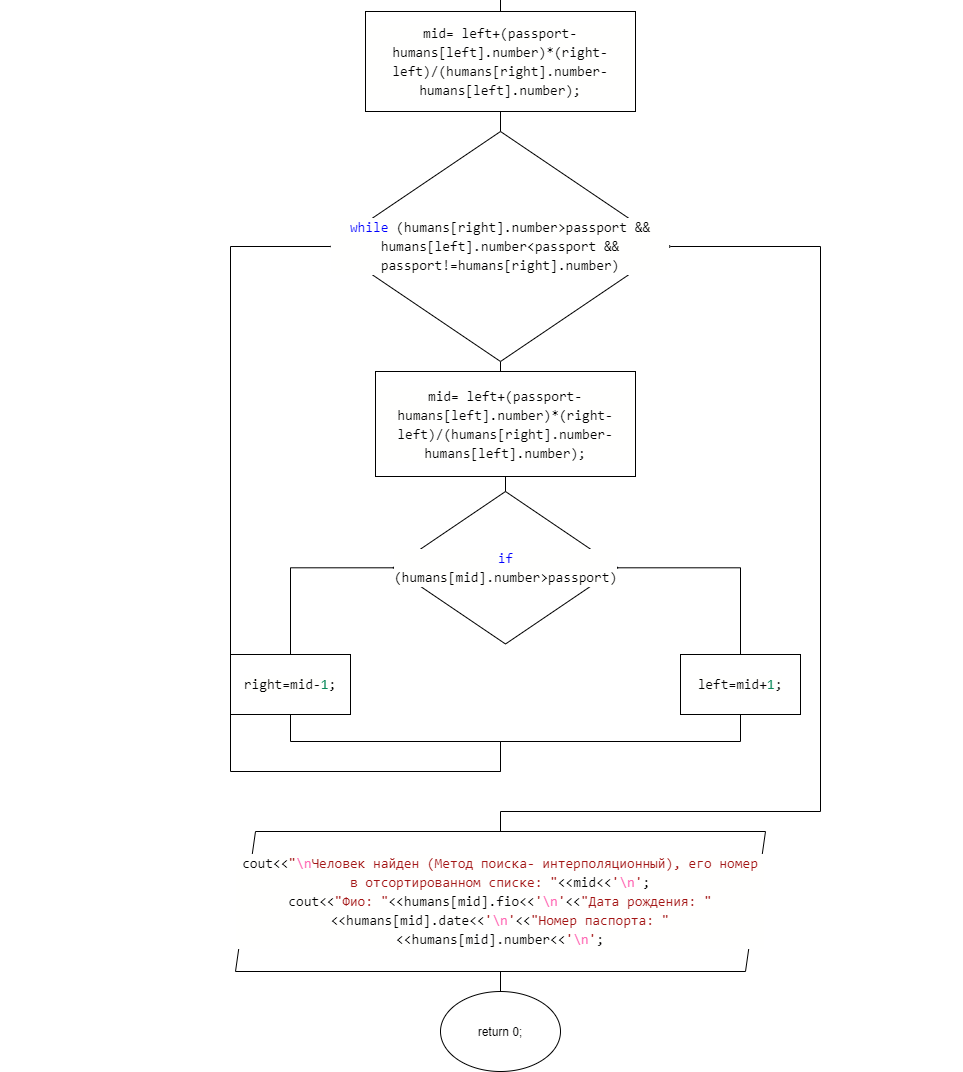 mid= left+(passport-
humans[left].number)*(right-
left)/(humans[right].number-
humans[left].number);
while (humans[right].number>passport &&
humans[left].number<passport &&
passport!=humans[right].number)
mid= left+(passport-
humans[left].number)*(right-
left)/(humans[right].number-
humans[left].number);
if
(humans[mid].number>passport)
right=mid-1;
left=mid+1;
cout<<"\nЧеловек найден (Метод поиска- интерполяционный), его номер
в отсортированном списке: "<<mid<<'\n';
cout<<"Фио: "<<humans[mid].fio<<'\n'<<"Дата рождения: "
<<humans[mid].date<<'\n'<<"Номер паспорта: "
<<humans[mid].number<<'\n';
return 0;